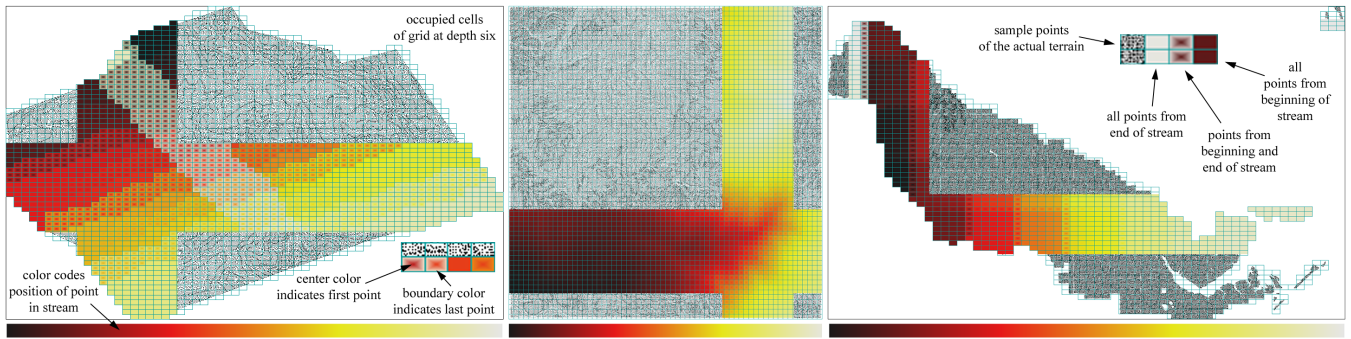 occupied cells
of grid at depth six
color codes
position of point
in stream
center color
indicates first point
boundary color
indicates last point
sample points
of the actual terrain
all points from
end of stream
points from
beginning and
end of stream
all
points from
beginning of
stream